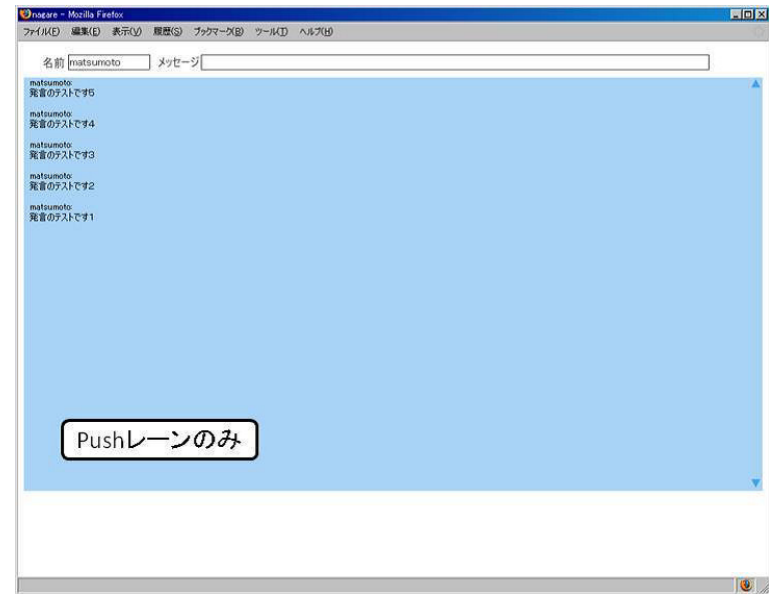 nagare - Mozilla Firefox
ファイル(F) 編集(E) 表示(V) 履歴(S) ブックマーク(B) ツール(T) ヘルプ(H)
名前 matsumoto メッセージ
matsumoto:
発言のテストです5
matsumoto:
発言のテストです4
matsumoto:
発言のテストです3
matsumoto:
発言のテストです2
matsumoto:
発言のテストです1
Pushレーンのみ